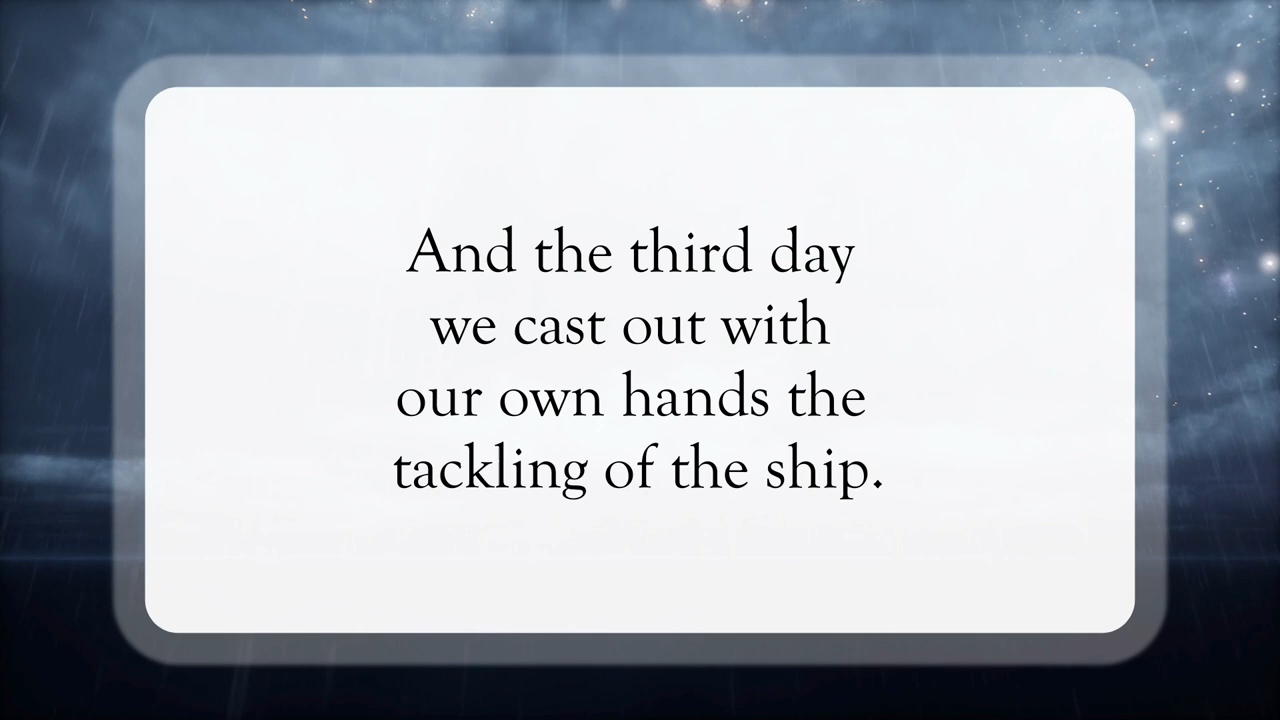 And the third day
we cast out with
our own hands the
tackling of the ship.